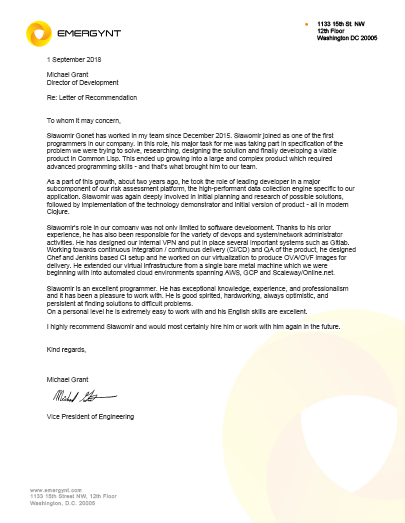 EMERGYNT
1133 15th St. NW
12th Floor
Washington DC 20005
1 September 2018
Michael Grant
Director of Development
Re: Letter of Recommendation
To whom it may concern,
Sławomir Gonet has worked in my team since December 2015. Sławomir joined as one of the first
programmers in our company. In this role, his major task for me was taking part in specification of the
problem we were trying to solve, researching, designing the solution and finally developing a viable
product in Common Lisp. This ended up growing into a large and complex product which required
advanced programming skills - and that's what brought him to our team.
As a part of this growth, about two years ago, he took the role of leading developer in a major
subcomponent of our risk assessment platform, the high-performant data collection engine specific to our
application. Sławomir was again deeply involved in initial planning and research of possible solutions,
followed by implementation of the technology demonstrator and initial version of product - all in modern
Clojure.
Sławomir's role in our company was not only limited to software development. Thanks to his prior
experience, he has also been responsible for the variety of devops and system/network administrator
activities. He has designed our internal VPN and put in place several important systems such as Gitlab.
Working towards continuous integration / continuous delivery (CI/CD) and QA of the product, he designed
Chef and Jenkins based CI setup and he worked on our virtualization to produce OVA/OVF images for
delivery. He extended our virtual infrastructure from a single bare metal machine which we were
beginning with into automated cloud environments spanning AWS, GCP and Scaleway/Online.net.
Sławomir is an excellent programmer. He has exceptional knowledge, experience, and professionalism
and it has been a pleasure to work with. He is good spirited, hardworking, always optimistic, and
persistent at finding solutions to difficult problems.
On a personal level he is extremely easy to work with and his English skills are excellent.
I highly recommend Sławomir and would most certainly hire him or work with him again in the future.
Kind regards,
Michael Grant
Vice President of Engineering
www.emergynt.com
1133 15th Street NW, 12th Floor
Washington, D.C. 20005